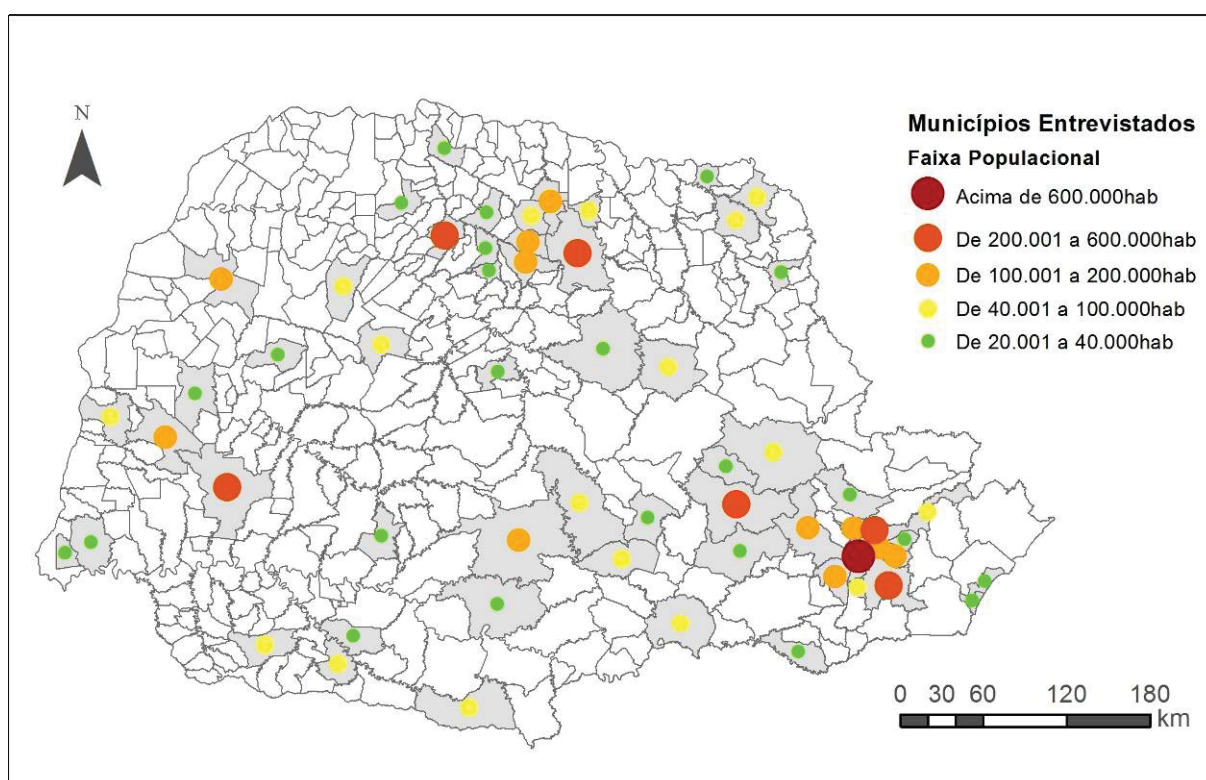 N
Municípios Entrevistados
Faixa Populacional
Acima de 600.000hab
De 200.001 a 600.000hab
De 100.001 a 200.000hab
De 40.001 a 100.000hab
De 20.001 a 40.000hab
0 30 60 120 180
km